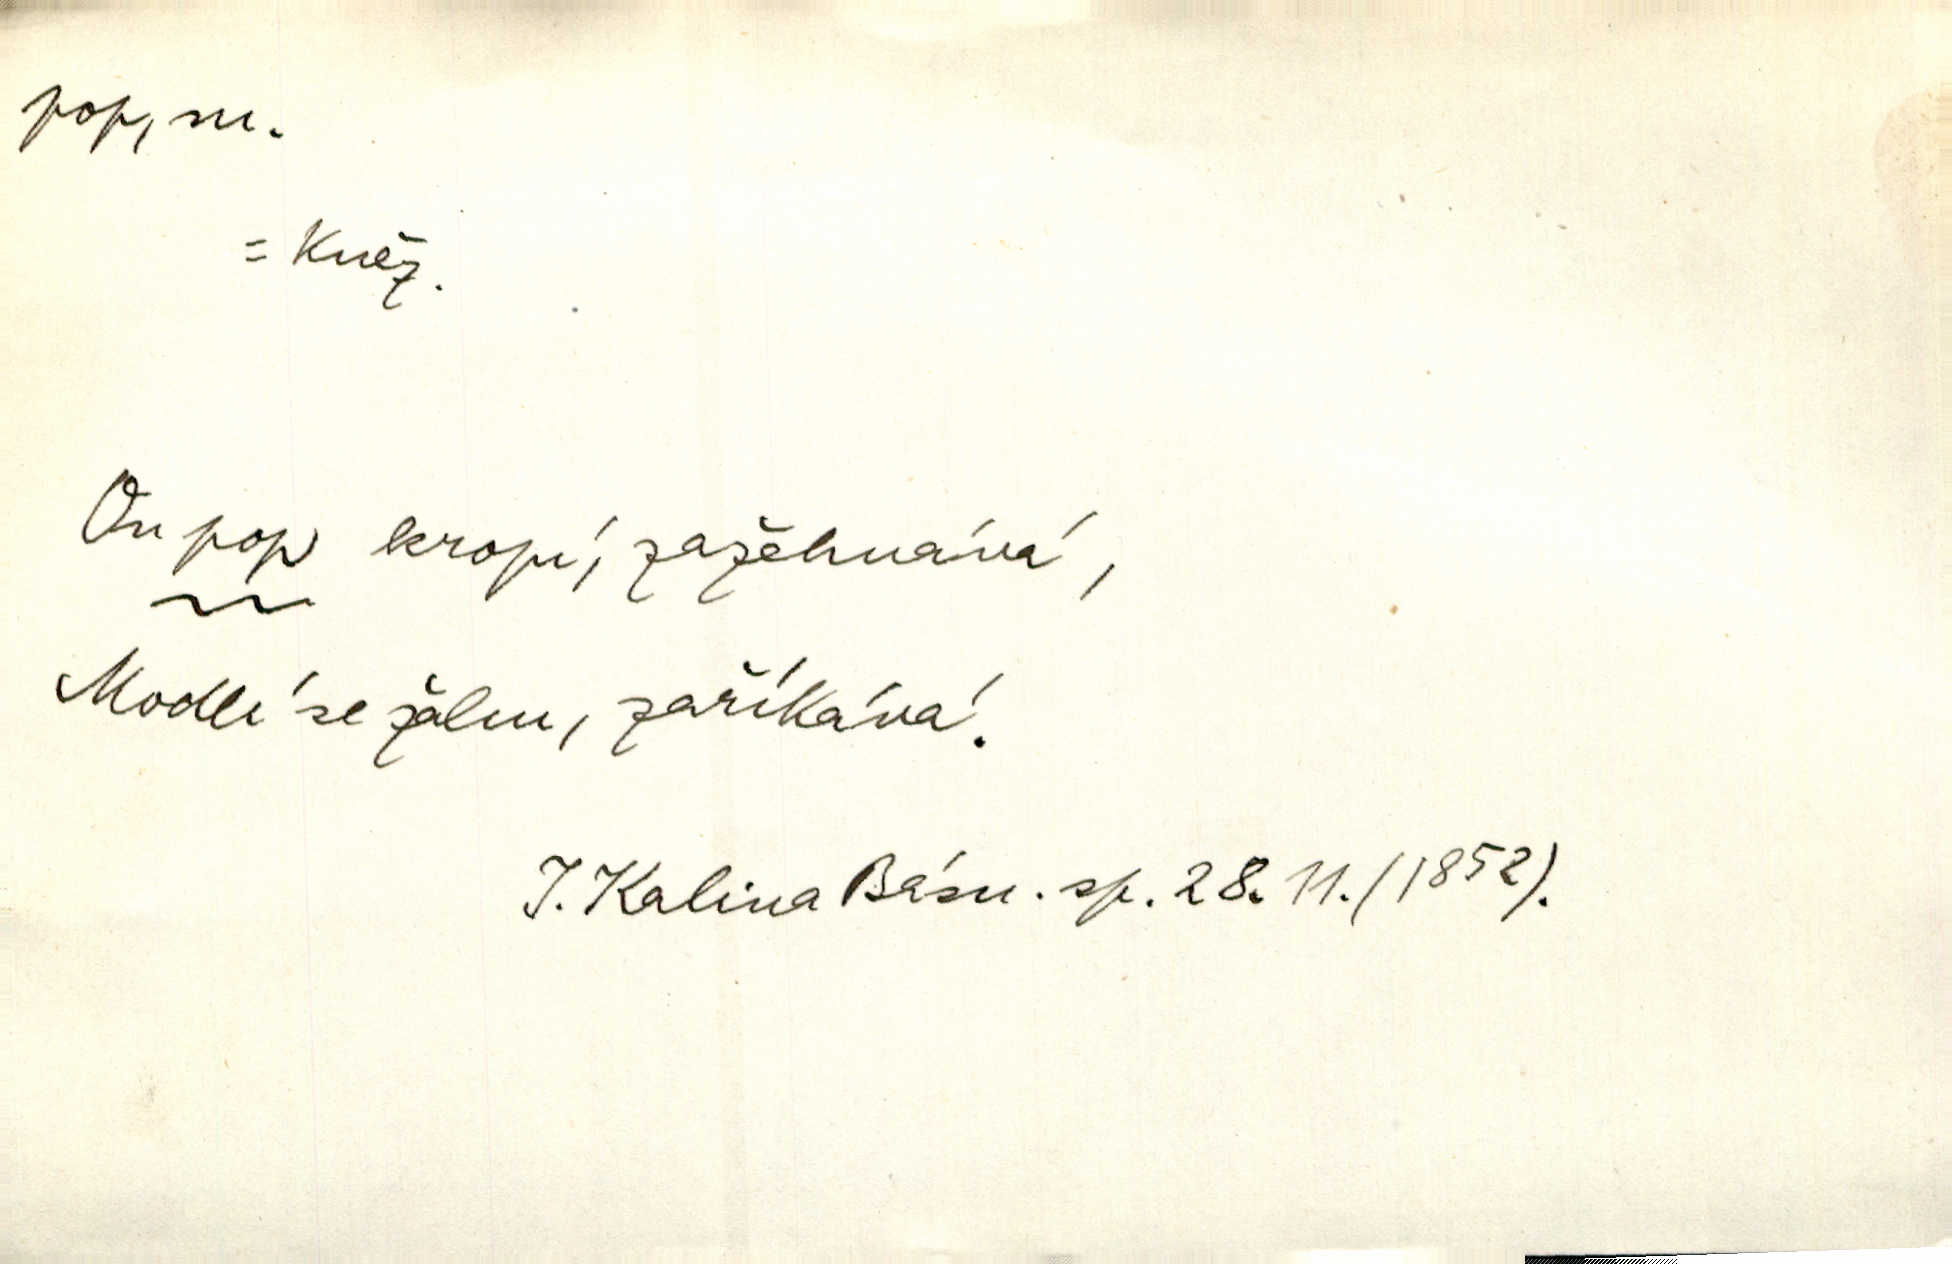 pop, m.
= Kněz.
On pop kropí, zažehnává,
Modlí se žalm, zaříkává.
J. Kalina Básn. sp. 28. 11. (1852).